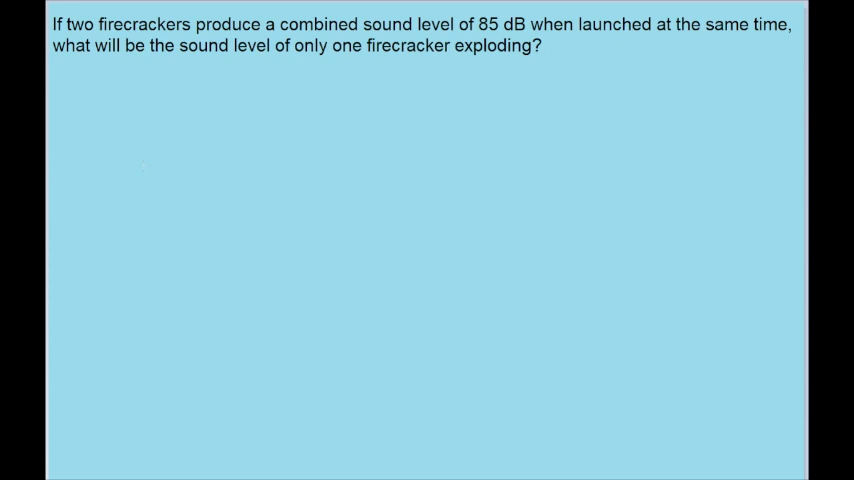 If two firecrackers produce a combined sound level of 85 dB when launched at the same time,
what will be the sound level of only one firecracker exploding?